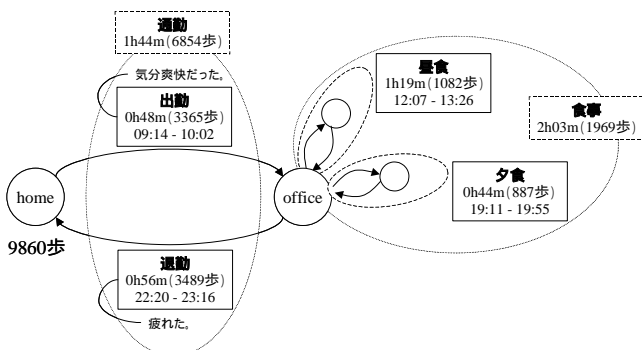 通勤
1h44m(6854歩)
気分爽快だった。
出勤
0h48m(3365歩)
09:14 - 10:02
home
9860歩
退勤
0h56m(3489歩)
22:20 - 23:16
疲れた。
office
昼食
1h19m(1082歩)
12:07 - 13:26
食事
2h03m(1969歩)
夕食
0h44m(887歩)
19:11 - 19:55